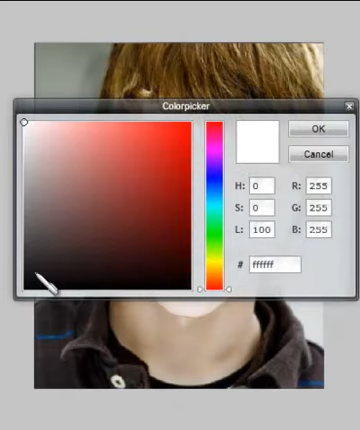 Colorpicker
OK
Cancel
H: 0 R: 255
S: 0 G: 255
L: 100 B: 255
# ffffff